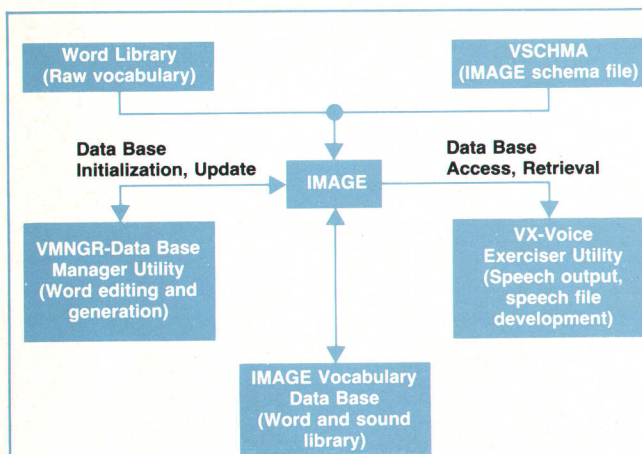 Word Library
(Raw vocabulary)
VSCHMA
(IMAGE schema file)
Data Base
Initialization, Update
IMAGE
Data Base
Access, Retrieval
VMNGR-Data Base
Manager Utility
(Word editing and
generation)
VX-Voice
Exerciser Utility
(Speech output,
speech file
development)
IMAGE Vocabulary
Data Base
(Word and sound
library)